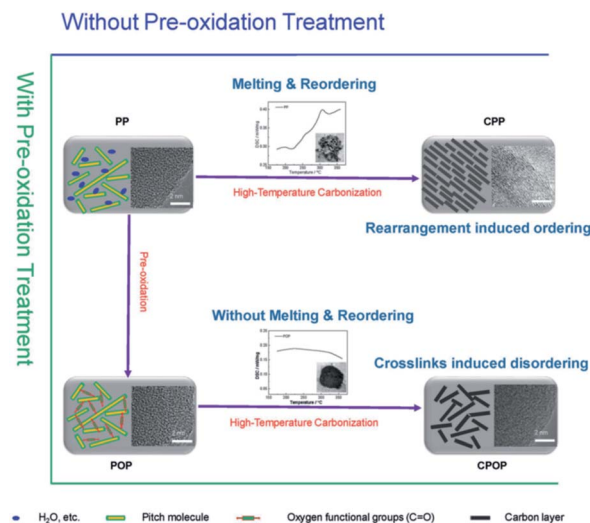 Without Pre-oxidation Treatment
With Pre-oxidation Treatment
Melting & Reordering
PP
CPP
PP
Temperature / °C
2 nm
High-Temperature Carbonization
Rearrangement induced ordering
Pre-oxidation
Without Melting & Reordering
POP
Temperature / °C
Crosslinks induced disordering
2 nm
High-Temperature Carbonization
POP
CPOP
H₂O, etc.
Pitch molecule
Oxygen functional groups (C=O)
Carbon layer